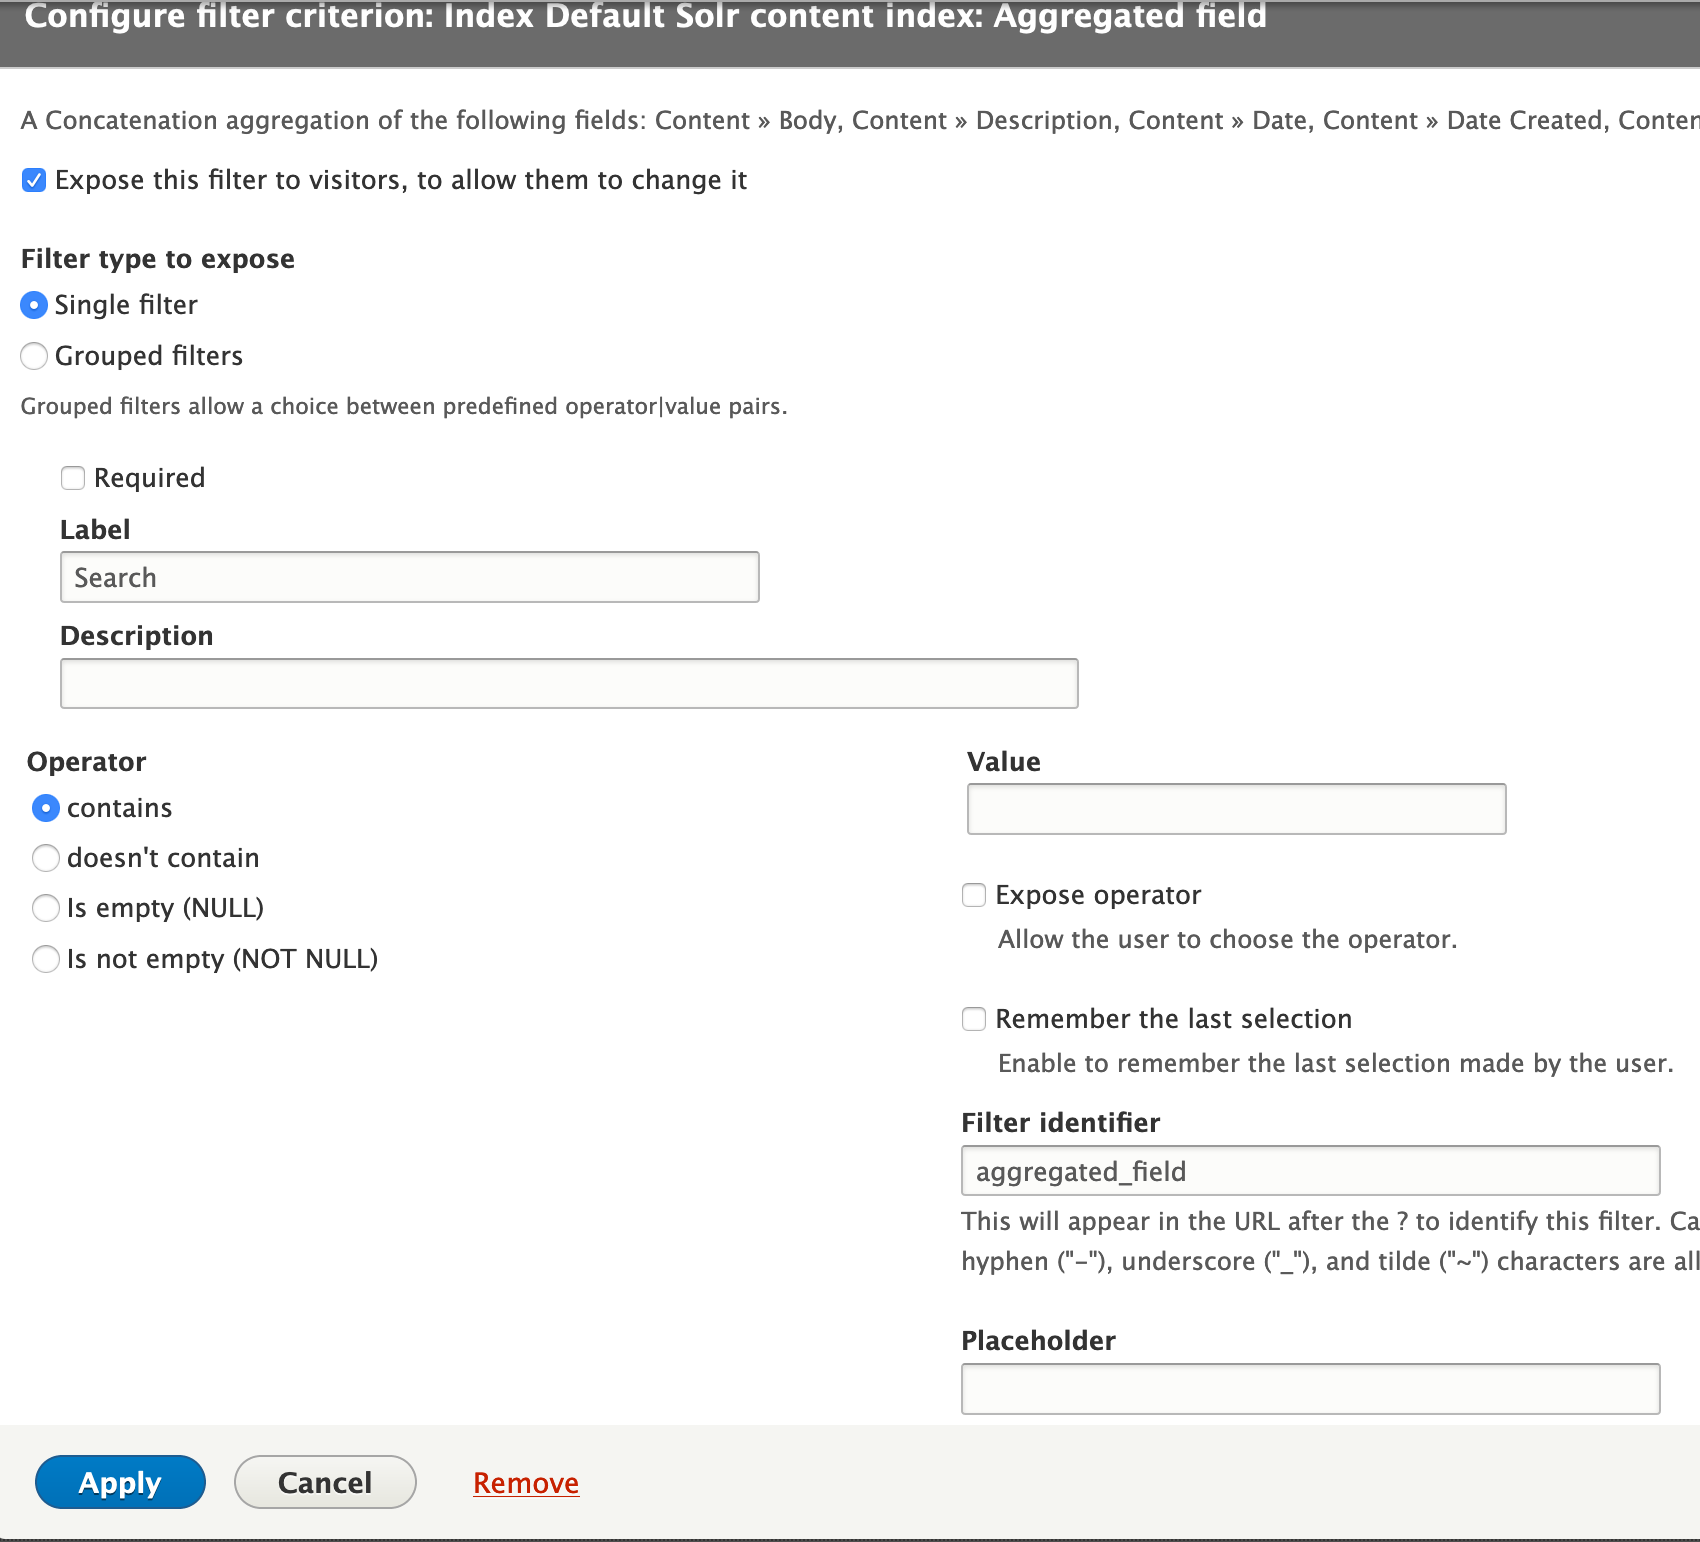 Configure filter criterion: Index Default Solr content index: Aggregated field
A Concatenation aggregation of the following fields: Content » Body, Content » Description, Content » Date, Content » Date Created, Conten
Expose this filter to visitors, to allow them to change it
Filter type to expose
Single filter
Grouped filters
Grouped filters allow a choice between predefined operator|value pairs.
Required
Label
Search
Description
Operator
contains
doesn't contain
Is empty (NULL)
Is not empty (NOT NULL)
Value
Expose operator
Allow the user to choose the operator.
Remember the last selection
Enable to remember the last selection made by the user.
Filter identifier
aggregated_field
This will appear in the URL after the ? to identify this filter. Ca
hyphen ("-"), underscore ("_"), and tilde ("~") characters are all
Placeholder
Apply
Cancel
Remove